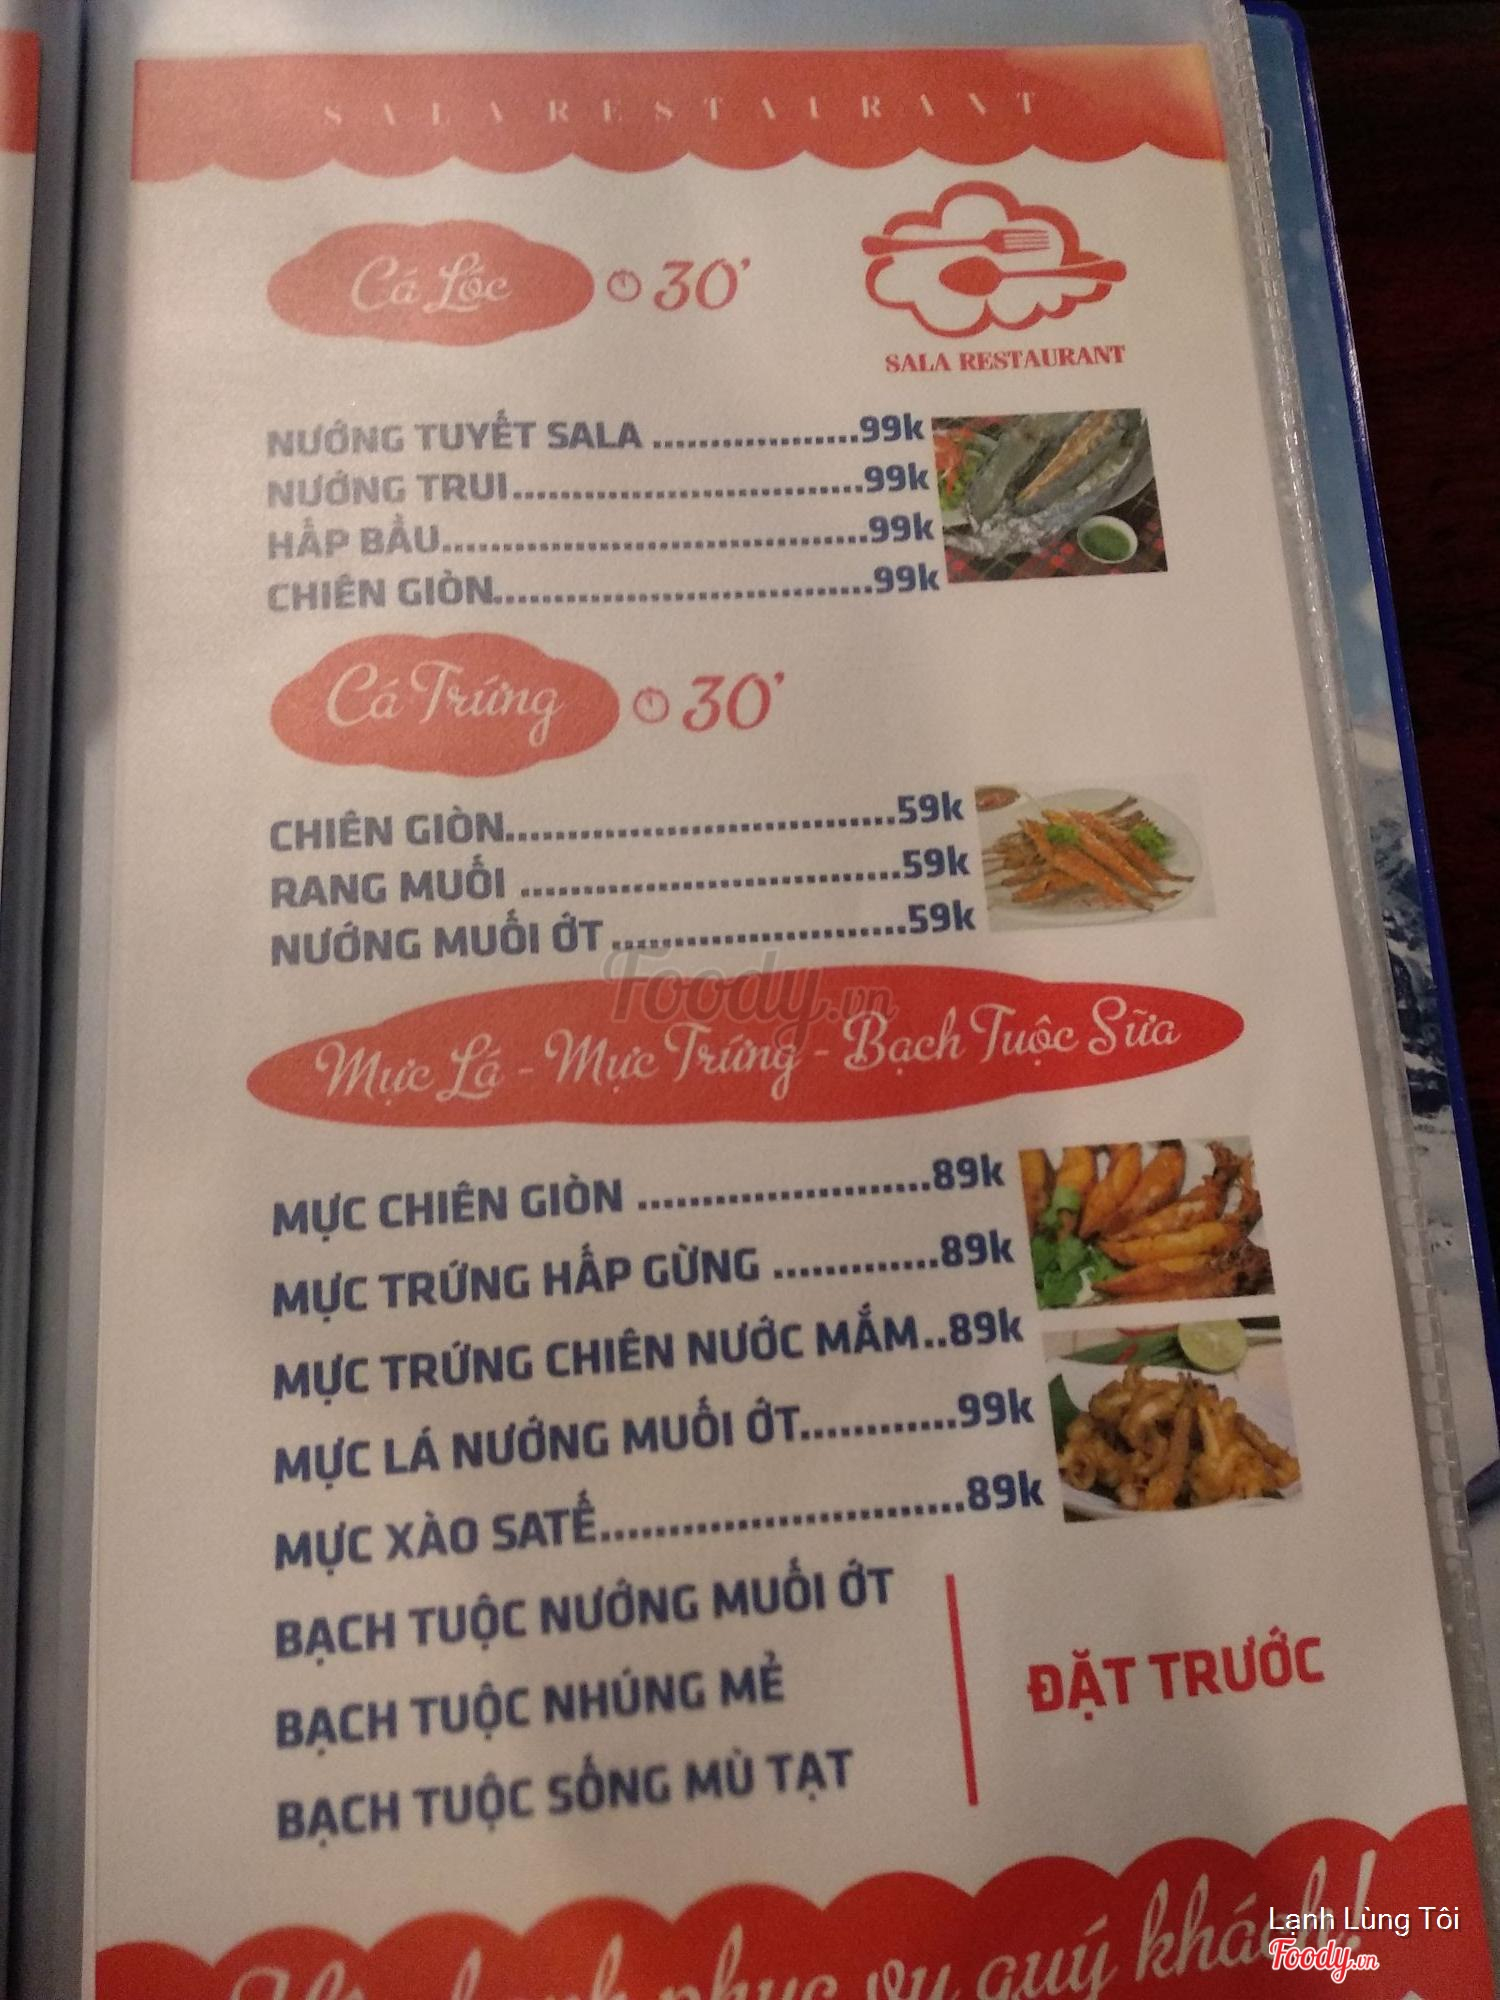 SALA RESTAURANT
Cá Lóc 30'
SALA RESTAURANT
NƯỚNG TUYẾT SALA ..................99k
NƯỚNG TRUI..............................99k
HẤP BẦU....................................99k
CHIÊN GIÒN................................99k
Cá Trứng 30'
CHIÊN GIÒN................................59k
RANG MUỐI ...............................59k
NƯỚNG MUỐI ỚT ........................59k
Foody.vn
Mực Lá - Mực Trứng - Bạch Tuộc Sữa
MỰC CHIÊN GIÒN .......................89k
MỰC TRỨNG HẤP GỪNG .............89k
MỰC TRỨNG CHIÊN NƯỚC MẮM..89k
MỰC LÁ NƯỚNG MUỐI ỚT............99k
MỰC XÀO SATẾ............................89k
BẠCH TUỘC NƯỚNG MUỐI ỚT
BẠCH TUỘC NHÚNG MẺ
ĐẶT TRƯỚC
BẠCH TUỘC SỐNG MÙ TẠT
phục vụ quý khách!
Lạnh Lùng Tôi
Foody.vn